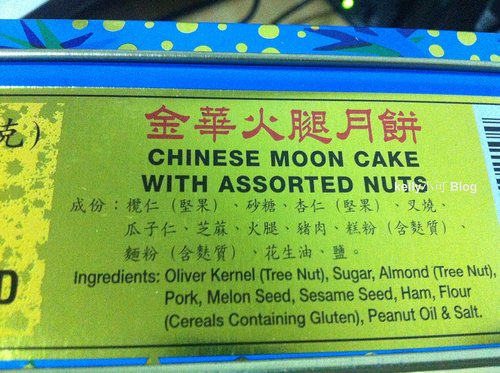 克)
金華火腿月餅
CHINESE MOON CAKE
WITH ASSORTED NUTS
kelly Blog
成份：欖仁（堅果）、砂糖、杏仁（堅果）、叉燒、
瓜子仁、芝麻、火腿、豬肉、糕粉（含麩質）、
麵粉（含麩質）、花生油、鹽。
D
Ingredients: Oliver Kernel (Tree Nut), Sugar, Almond (Tree Nut),
Pork, Melon Seed, Sesame Seed, Ham, Flour
(Cereals Containing Gluten), Peanut Oil & Salt.